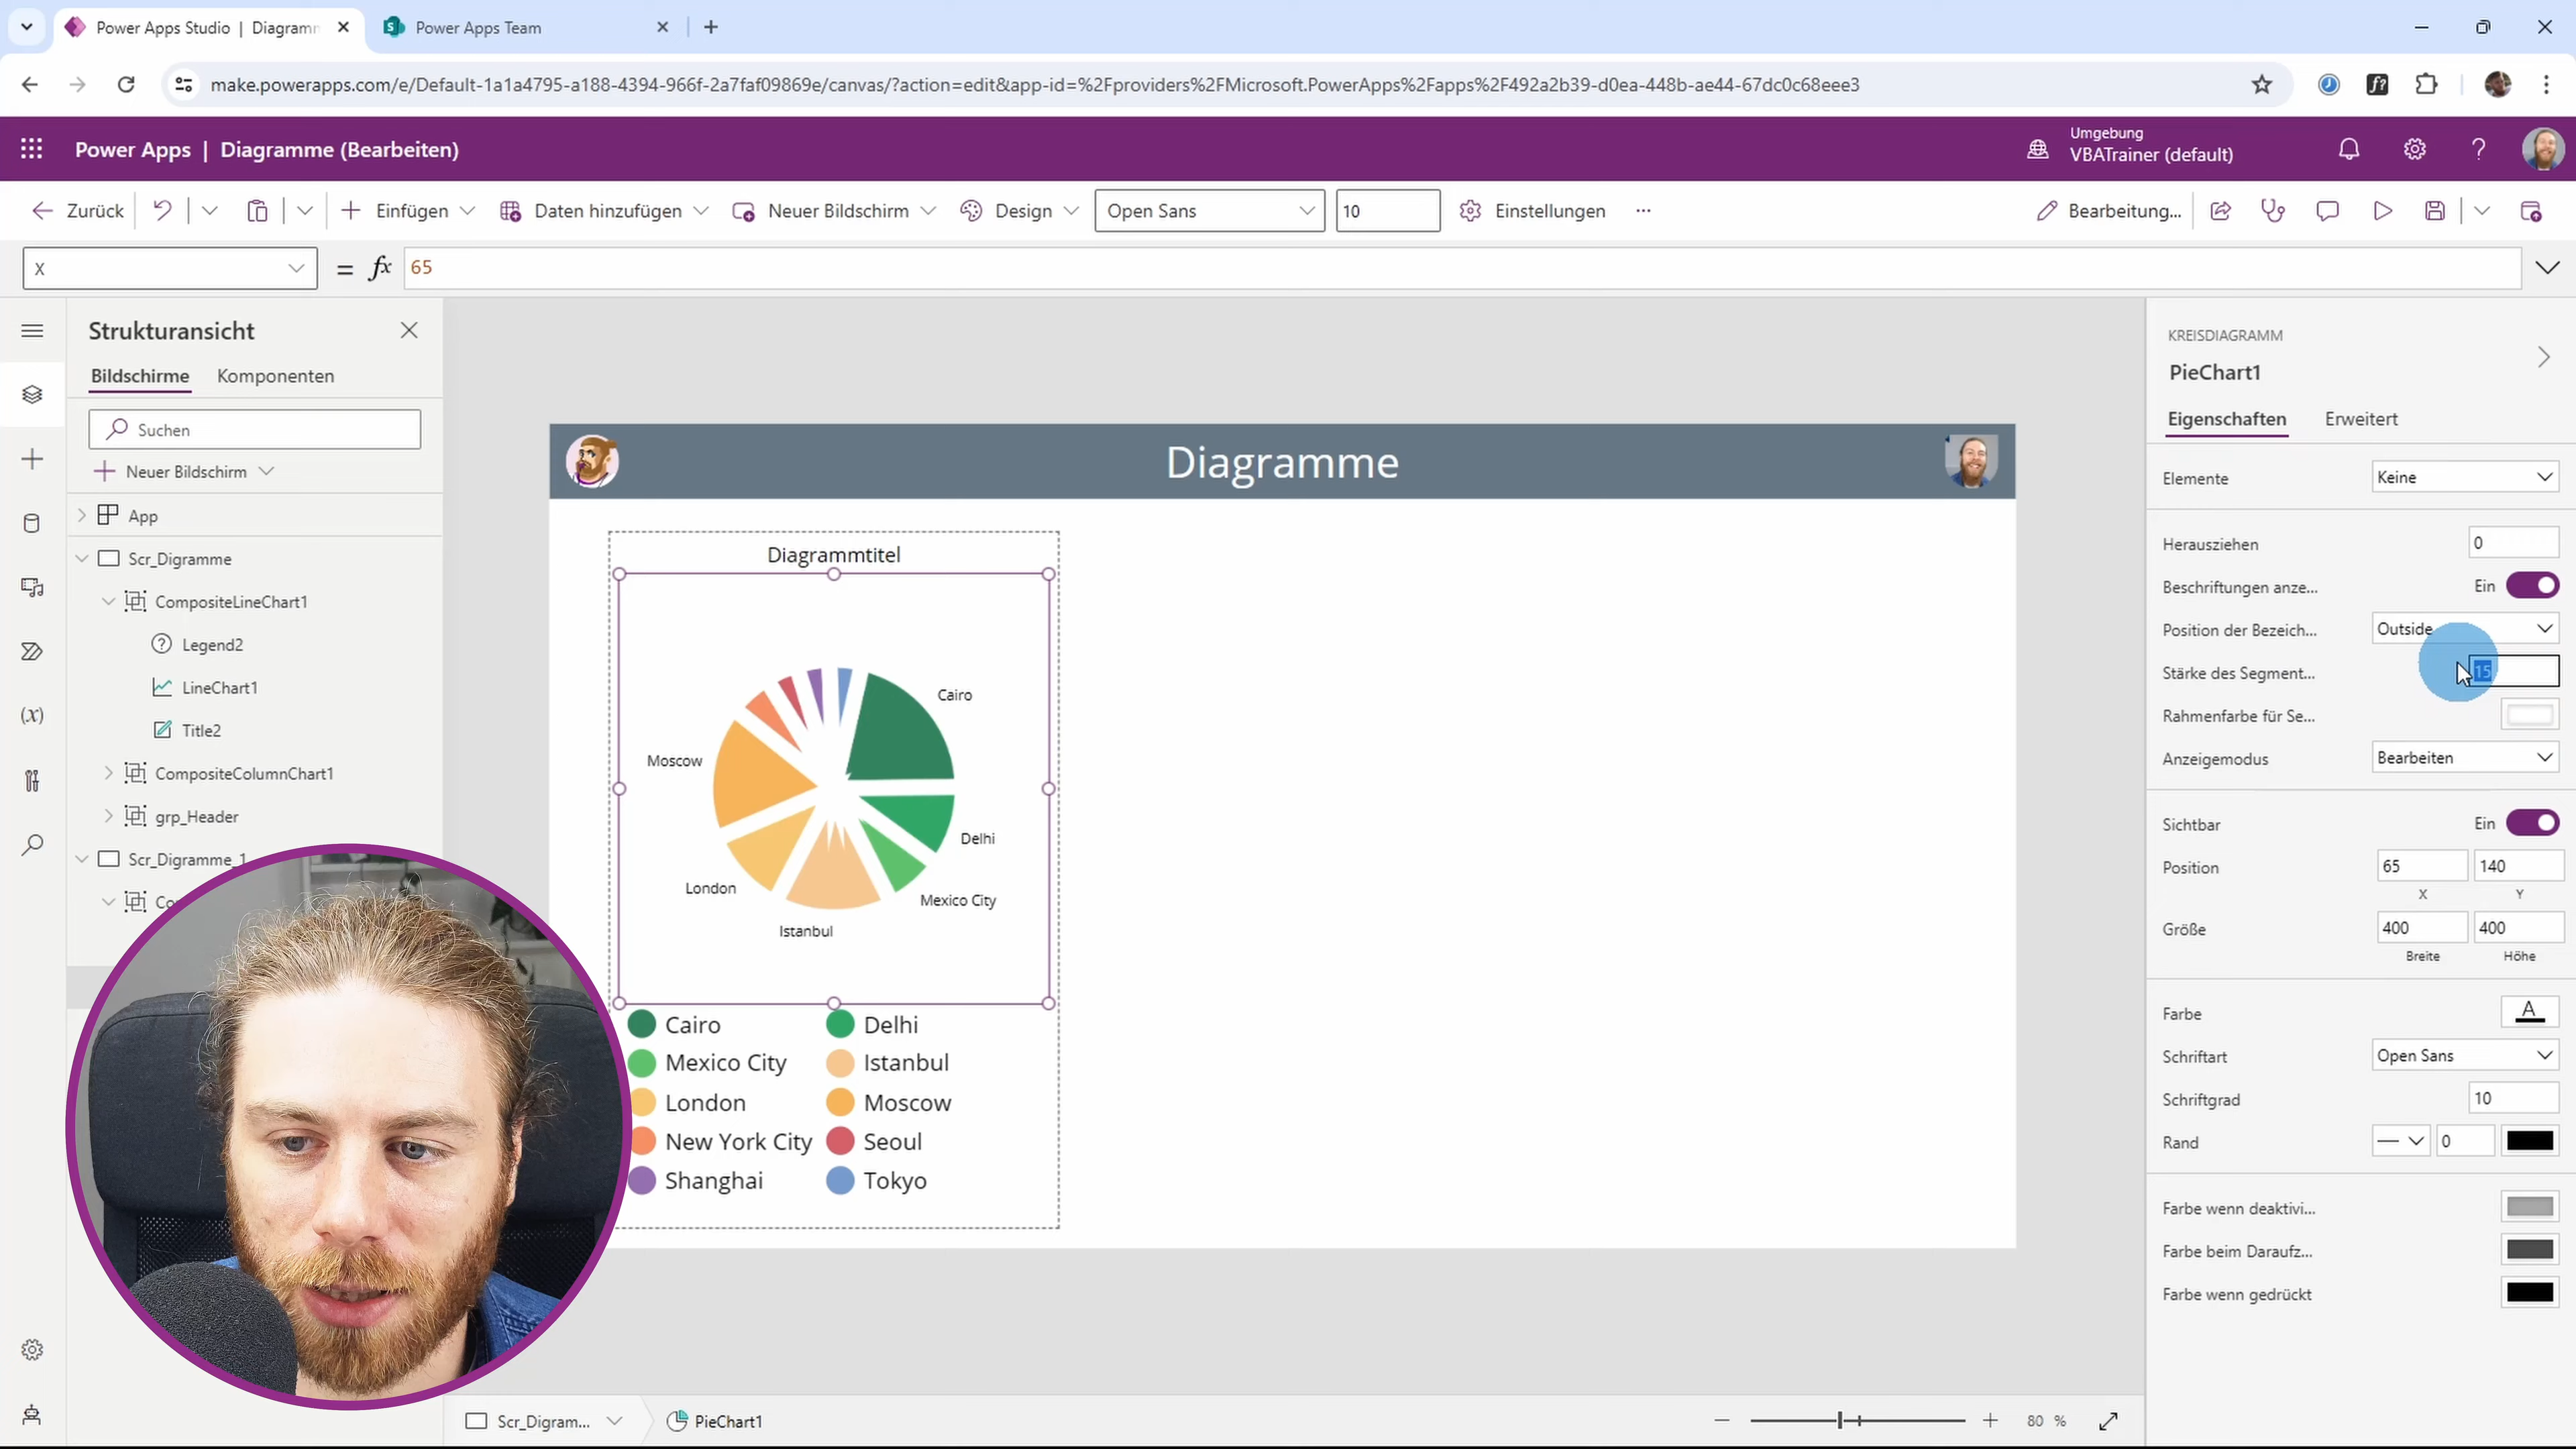 Power Apps Studio | Diagramm
Power Apps Team
make.powerapps.com/e/Default-1a1a4795-a188-4394-966f-2a7faf09869e/canvas/?action=edit&app-id=%2Fproviders%2FMicrosoft.PowerApps%2Fapps%2F492a2b39-d0ea-448b-ae44-67dc0c68eee3
Power Apps | Diagramme (Bearbeiten)
Umgebung
VBATrainer (default)
Zurück
Einfügen
Daten hinzufügen
Neuer Bildschirm
Design
Open Sans
10
Einstellungen
Bearbeitung...
X
= fx 65
Strukturansicht
Bildschirme
Komponenten
Suchen
Neuer Bildschirm
App
Scr_Digramme
CompositeLineChart1
Legend2
LineChart1
Title2
CompositeColumnChart1
grp_Header
Scr_Digramme_1
Diagramme
Diagrammtitel
Cairo
Moscow
Delhi
London
Mexico City
Istanbul
Cairo
Delhi
Mexico City
Istanbul
London
Moscow
New York City
Seoul
Shanghai
Tokyo
Scr_Digram...
PieChart1
80 %
KREISDIAGRAMM
PieChart1
Eigenschaften
Erweitert
Elemente
Keine
Herausziehen
0
Beschriftungen anze...
Ein
Position der Bezeich...
Outside
Stärke des Segment...
15
Rahmenfarbe für Se...
Anzeigemodus
Bearbeiten
Sichtbar
Ein
Position
65
140
X
Y
Größe
400
400
Breite
Höhe
Farbe
A
Schriftart
Open Sans
Schriftgrad
10
Rand
0
Farbe wenn deaktivi...
Farbe beim Daraufz...
Farbe wenn gedrückt